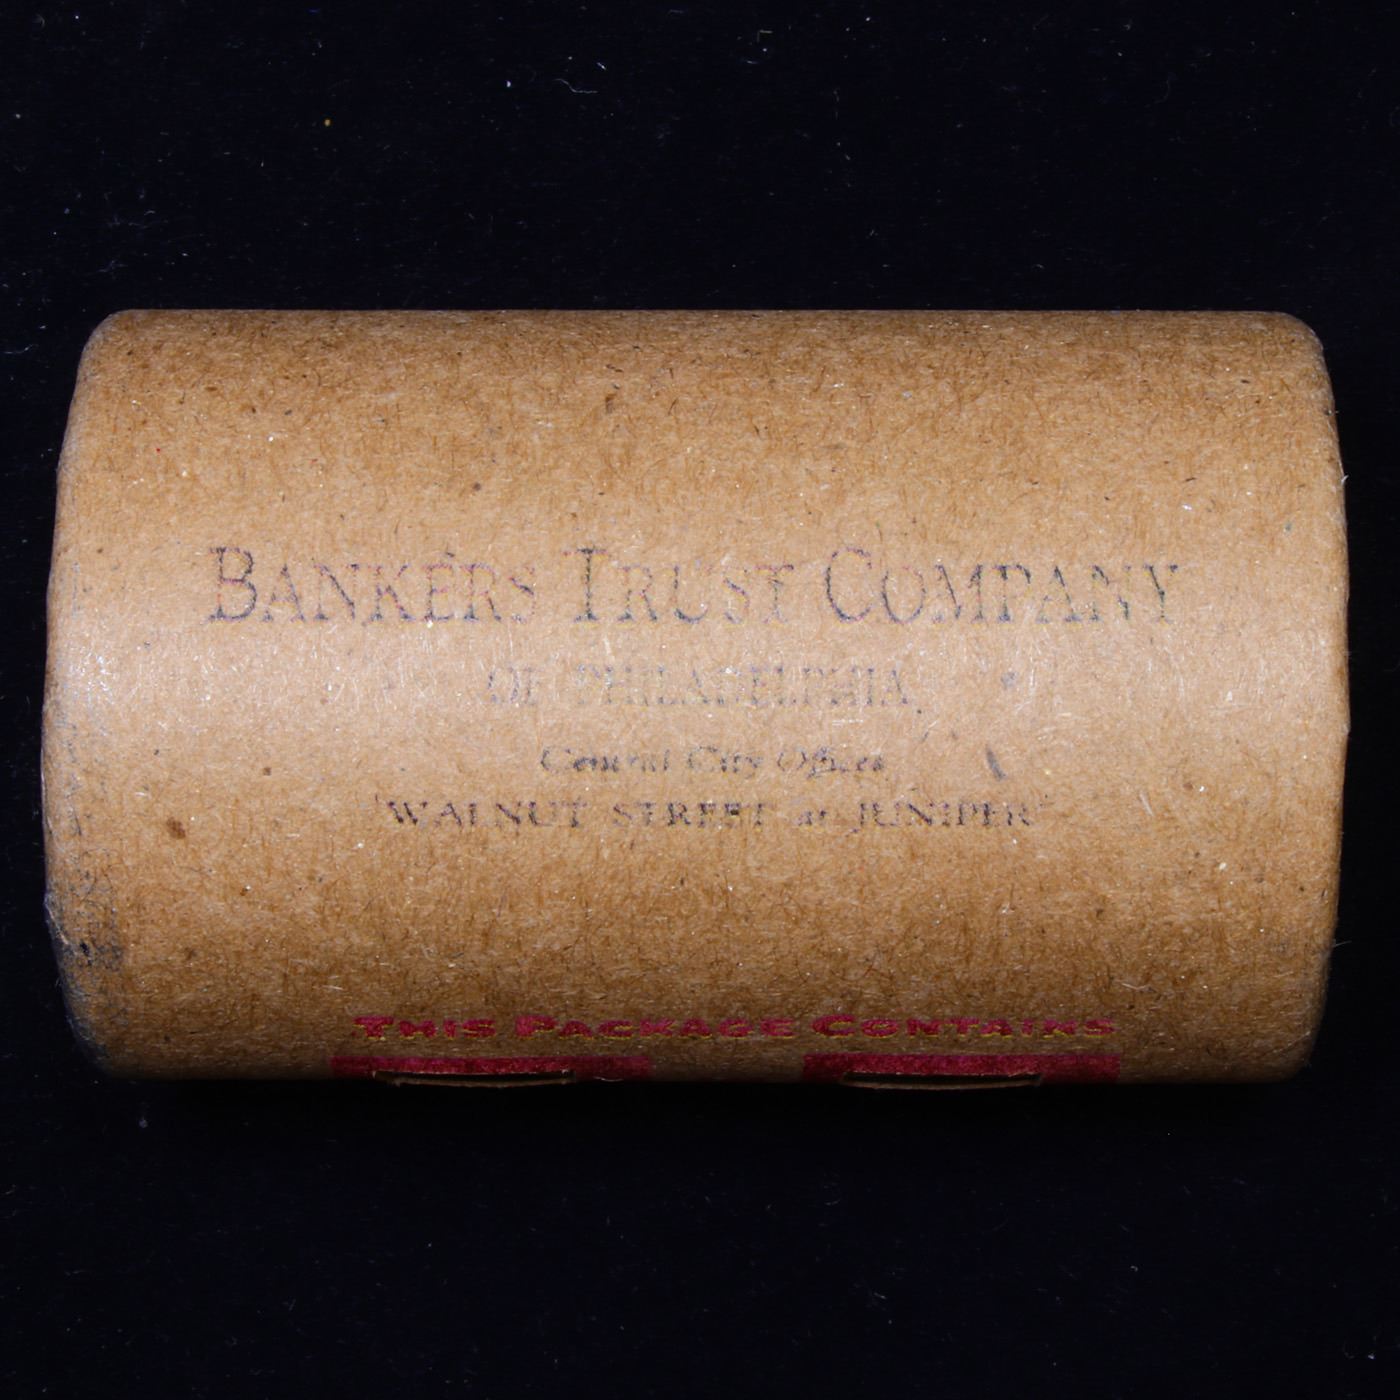 BANKERS TRUST COMPANY
OF PHILADELPHIA
Central City Offices
WALNUT STREET at JUNIPER
THIS PACKAGE CONTAINS